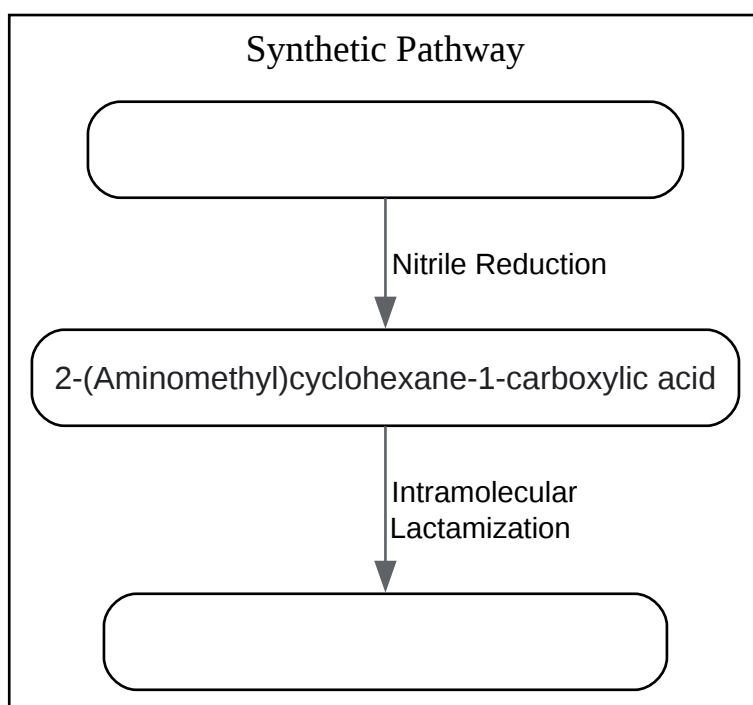 Synthetic Pathway
Nitrile Reduction
2-(Aminomethyl)cyclohexane-1-carboxylic acid
Intramolecular
Lactamization